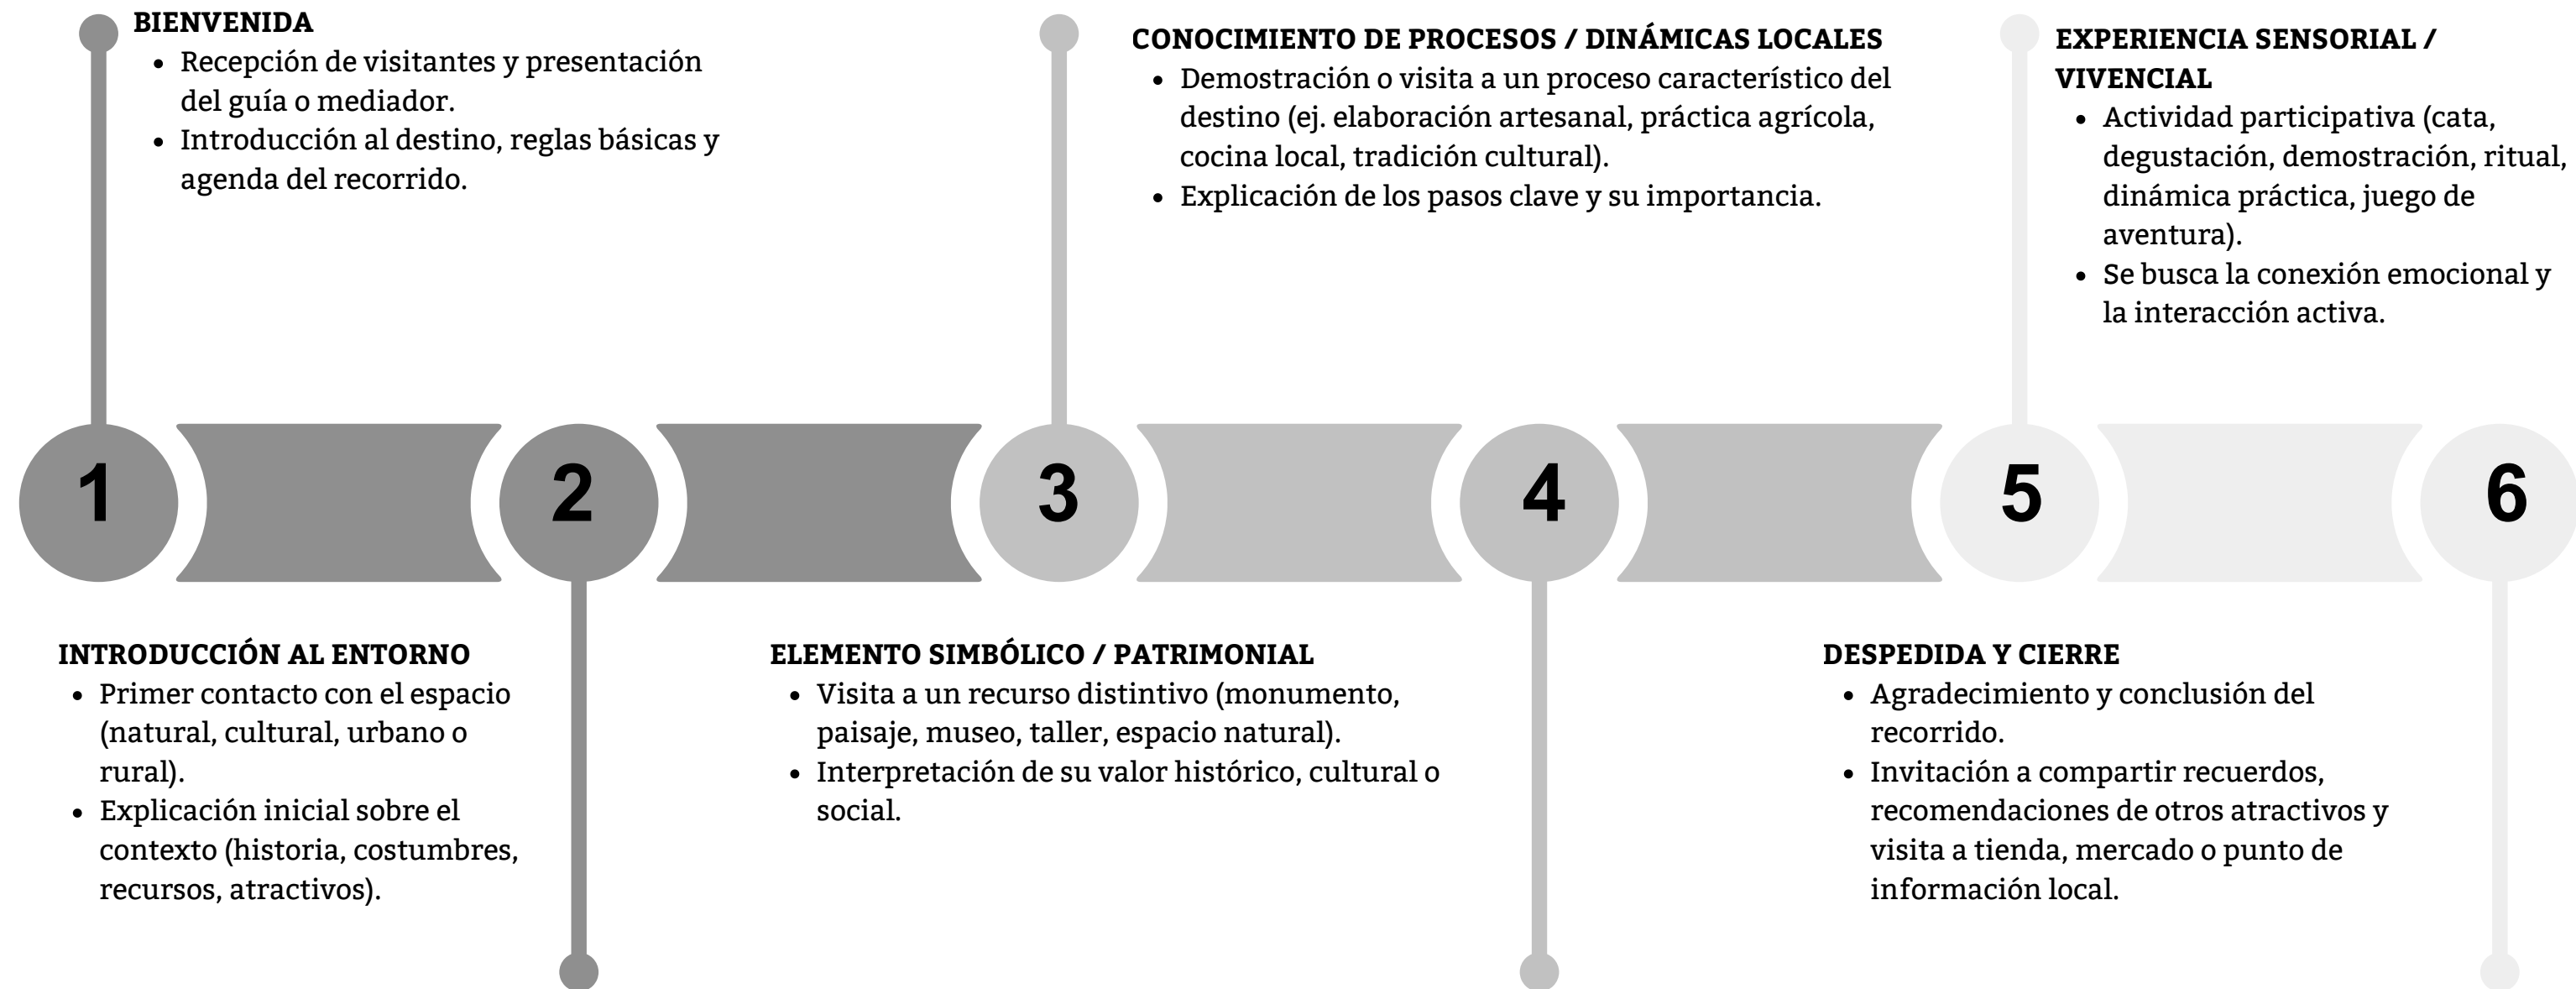 BIENVENIDA
• Recepción de visitantes y presentación
del guía o mediador.
• Introducción al destino, reglas básicas y
agenda del recorrido.
CONOCIMIENTO DE PROCESOS / DINÁMICAS LOCALES
• Demostración o visita a un proceso característico del
destino (ej. elaboración artesanal, práctica agrícola,
cocina local, tradición cultural).
• Explicación de los pasos clave y su importancia.
EXPERIENCIA SENSORIAL /
VIVENCIAL
• Actividad participativa (cata,
degustación, demostración, ritual,
dinámica práctica, juego de
aventura).
• Se busca la conexión emocional y
la interacción activa.
1
2
3
4
5
6
INTRODUCCIÓN AL ENTORNO
• Primer contacto con el espacio
(natural, cultural, urbano o
rural).
• Explicación inicial sobre el
contexto (historia, costumbres,
recursos, atractivos).
ELEMENTO SIMBÓLICO / PATRIMONIAL
• Visita a un recurso distintivo (monumento,
paisaje, museo, taller, espacio natural).
• Interpretación de su valor histórico, cultural o
social.
DESPEDIDA Y CIERRE
• Agradecimiento y conclusión del
recorrido.
• Invitación a compartir recuerdos,
recomendaciones de otros atractivos y
visita a tienda, mercado o punto de
información local.